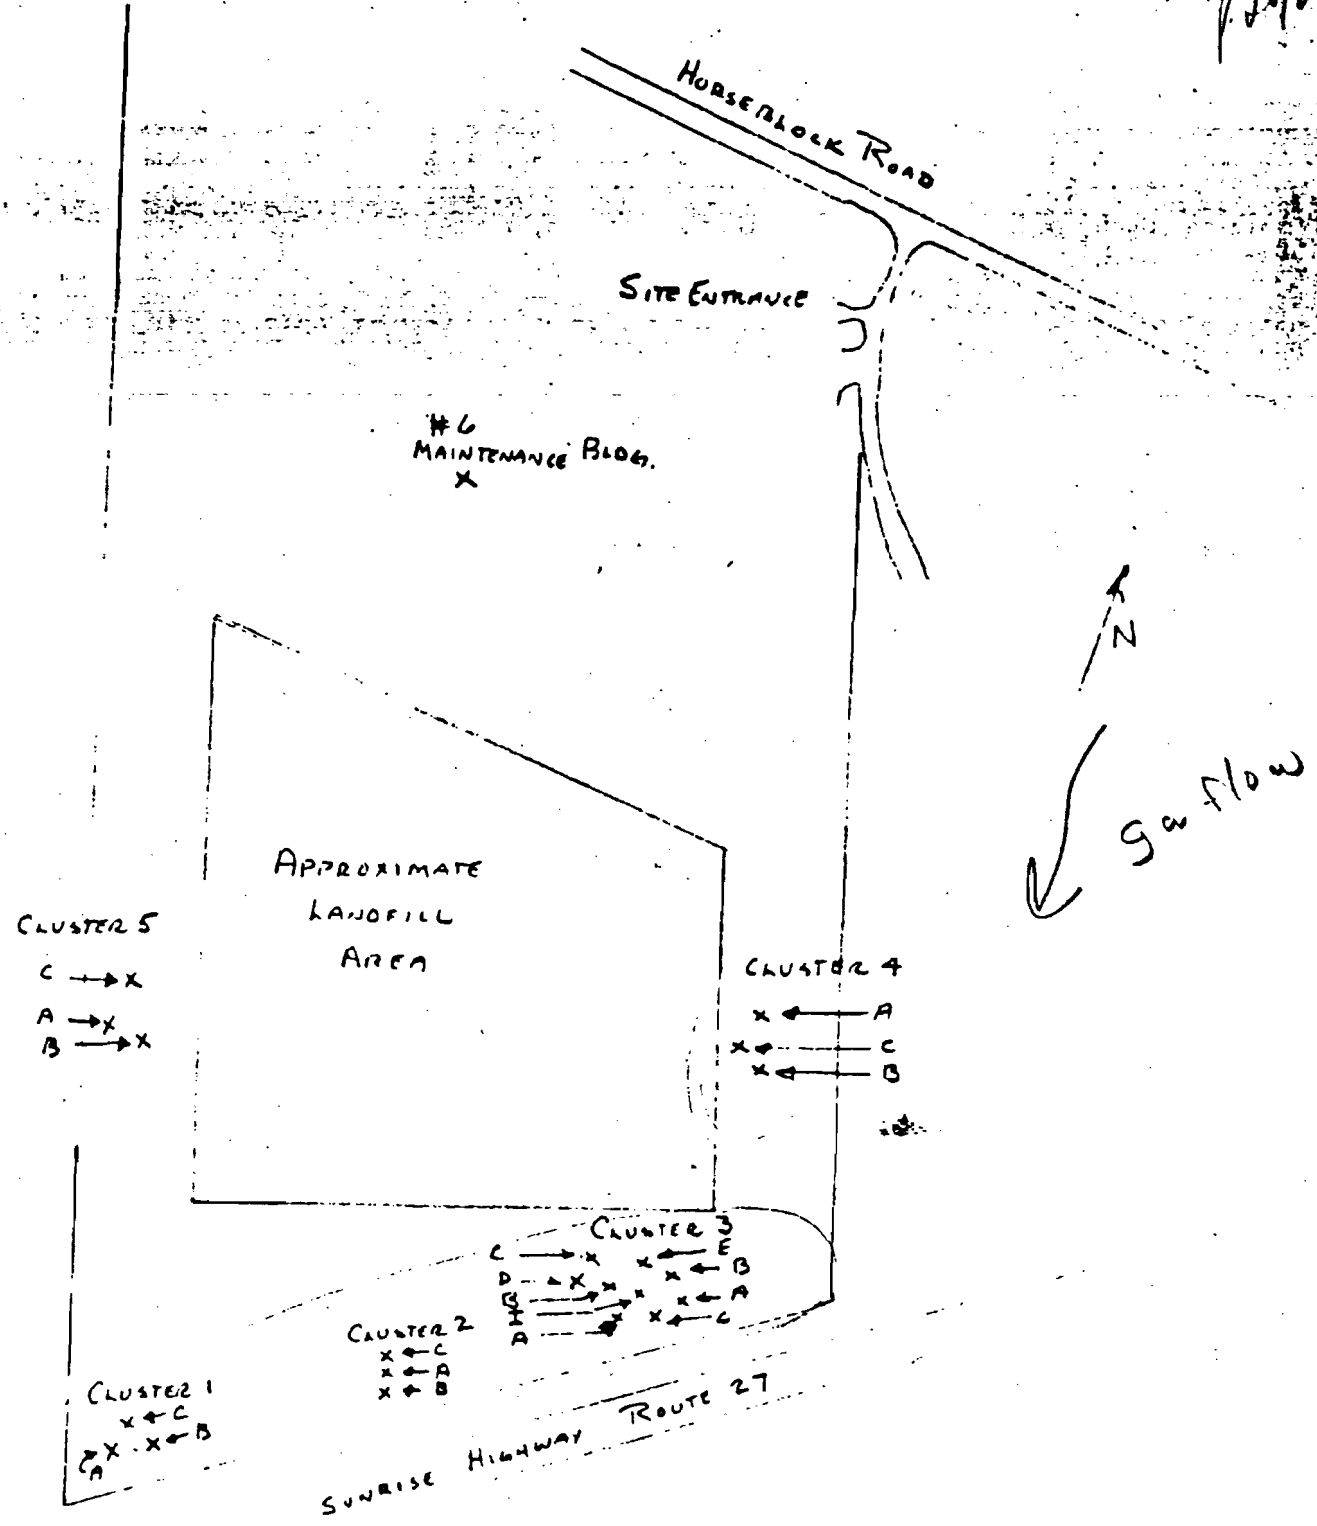 HORSEBLOCK ROAD
SITE ENTRANCE
#6
MAINTENANCE BLDG.
X
N
gw flow
APPROXIMATE
LANDFILL
AREA
CLUSTER 5
C X
A X
B X
CLUSTER 4
X A
X C
X B
CLUSTER 3
C X X E
D X X B
B X X A
X C
A
CLUSTER 2
X C
X A
X B
CLUSTER 1
X C
X X B
A
SUNRISE HIGHWAY ROUTE 27